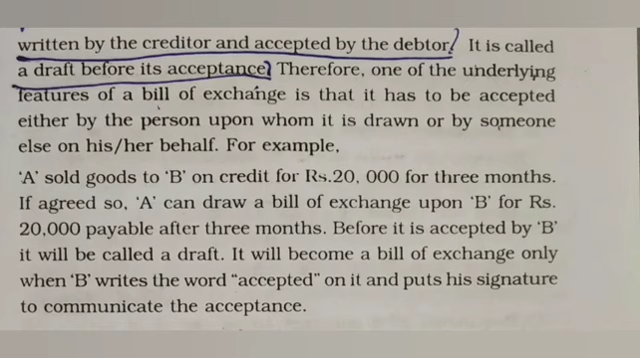 written by the creditor and accepted by the debtor. It is called
a draft before its acceptance. Therefore, one of the underlying
features of a bill of exchange is that it has to be accepted
either by the person upon whom it is drawn or by someone
else on his/her behalf. For example,
‘A’ sold goods to ‘B’ on credit for Rs.20, 000 for three months.
If agreed so, ‘A’ can draw a bill of exchange upon ‘B’ for Rs.
20,000 payable after three months. Before it is accepted by ‘B’
it will be called a draft. It will become a bill of exchange only
when ‘B’ writes the word “accepted” on it and puts his signature
to communicate the acceptance.